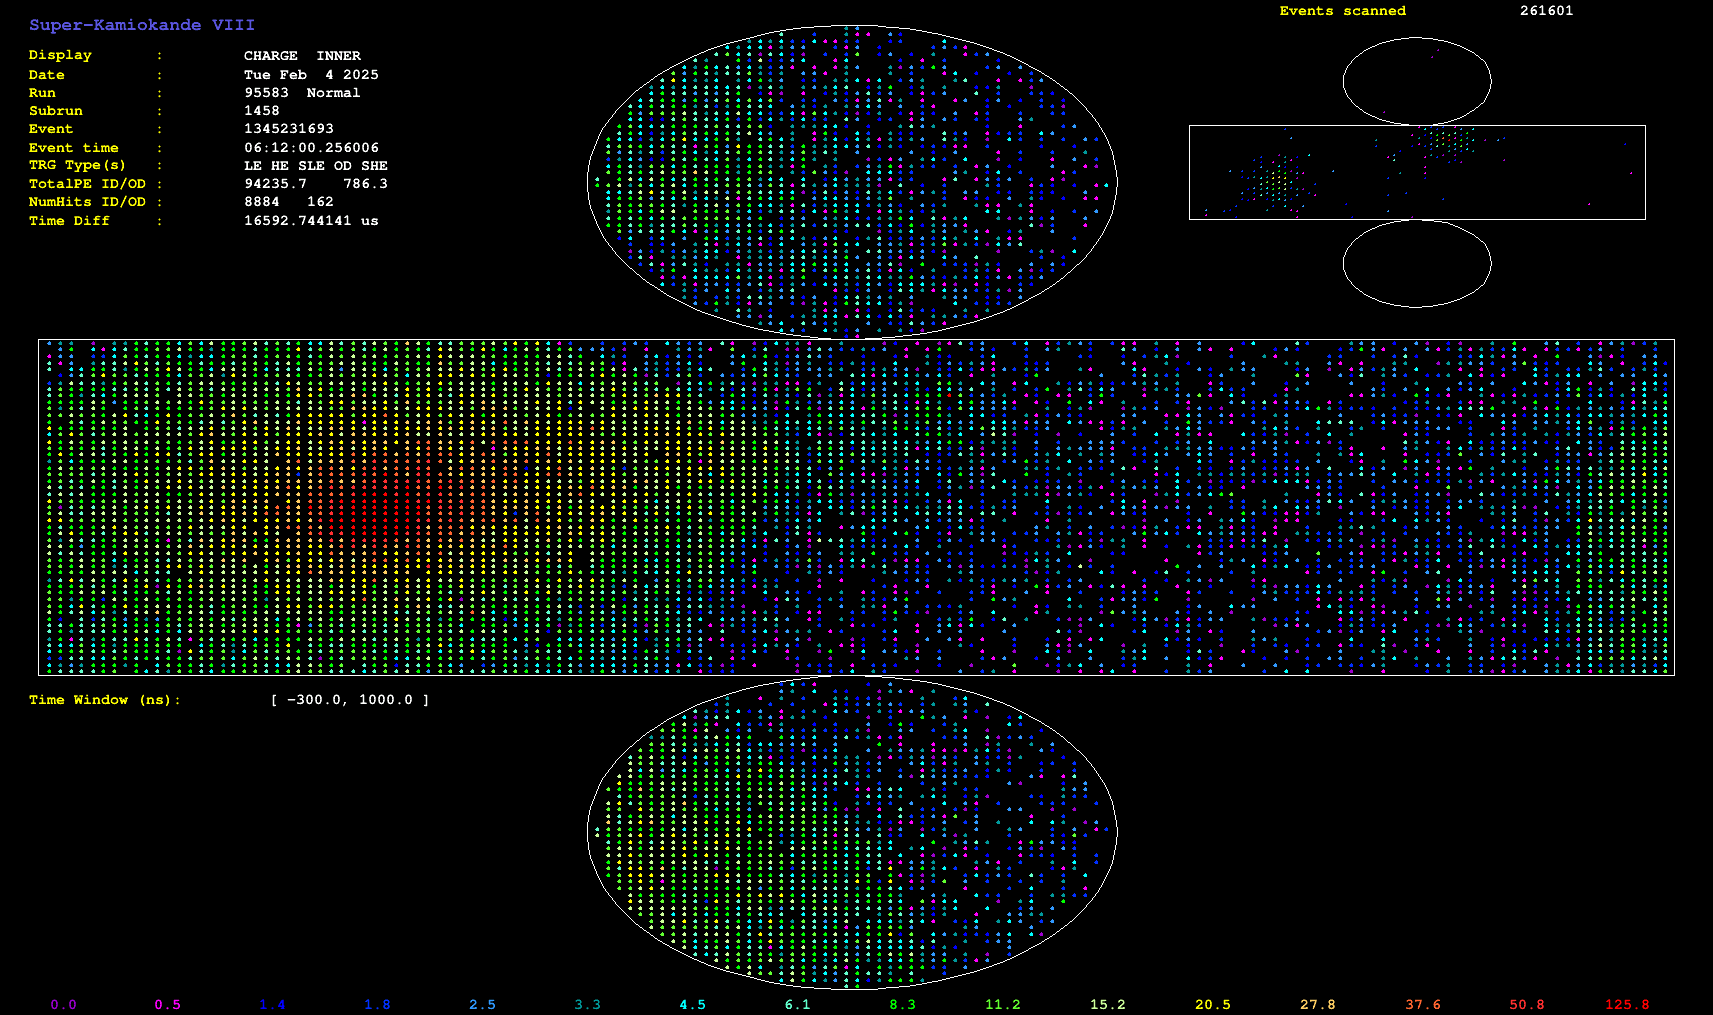 Super-Kamiokande VIII
Events scanned 261601
Display : CHARGE INNER
Date : Tue Feb 4 2025
Run : 95583 Normal
Subrun : 1458
Event : 1345231693
Event time : 06:12:00.256006
TRG Type(s) : LE HE SLE OD SHE
TotalPE ID/OD : 94235.7 786.3
NumHits ID/OD : 8884 162
Time Diff : 16592.744141 us
Time Window (ns): [ -300.0, 1000.0 ]
0.0 0.5 1.4 1.8 2.5 3.3 4.5 6.1 8.3 11.2 15.2 20.5 27.8 37.6 50.8 125.8